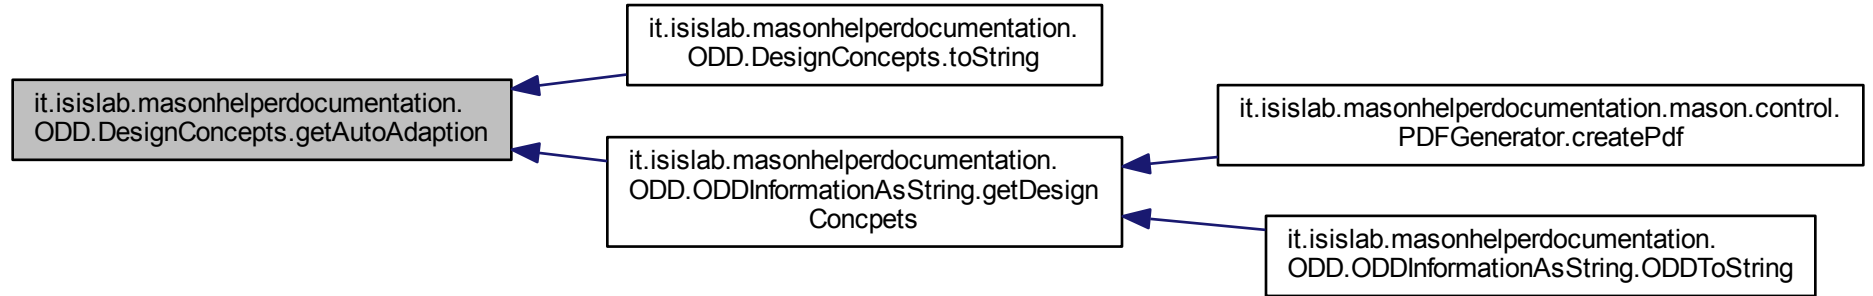 it.isislab.masonhelperdocumentation.
ODD.DesignConcepts.toString
it.isislab.masonhelperdocumentation.
ODD.DesignConcepts.getAutoAdaption
it.isislab.masonhelperdocumentation.mason.control.
PDFGenerator.createPdf
it.isislab.masonhelperdocumentation.
ODD.ODDInformationAsString.getDesign
Concpets
it.isislab.masonhelperdocumentation.
ODD.ODDInformationAsString.ODDToString